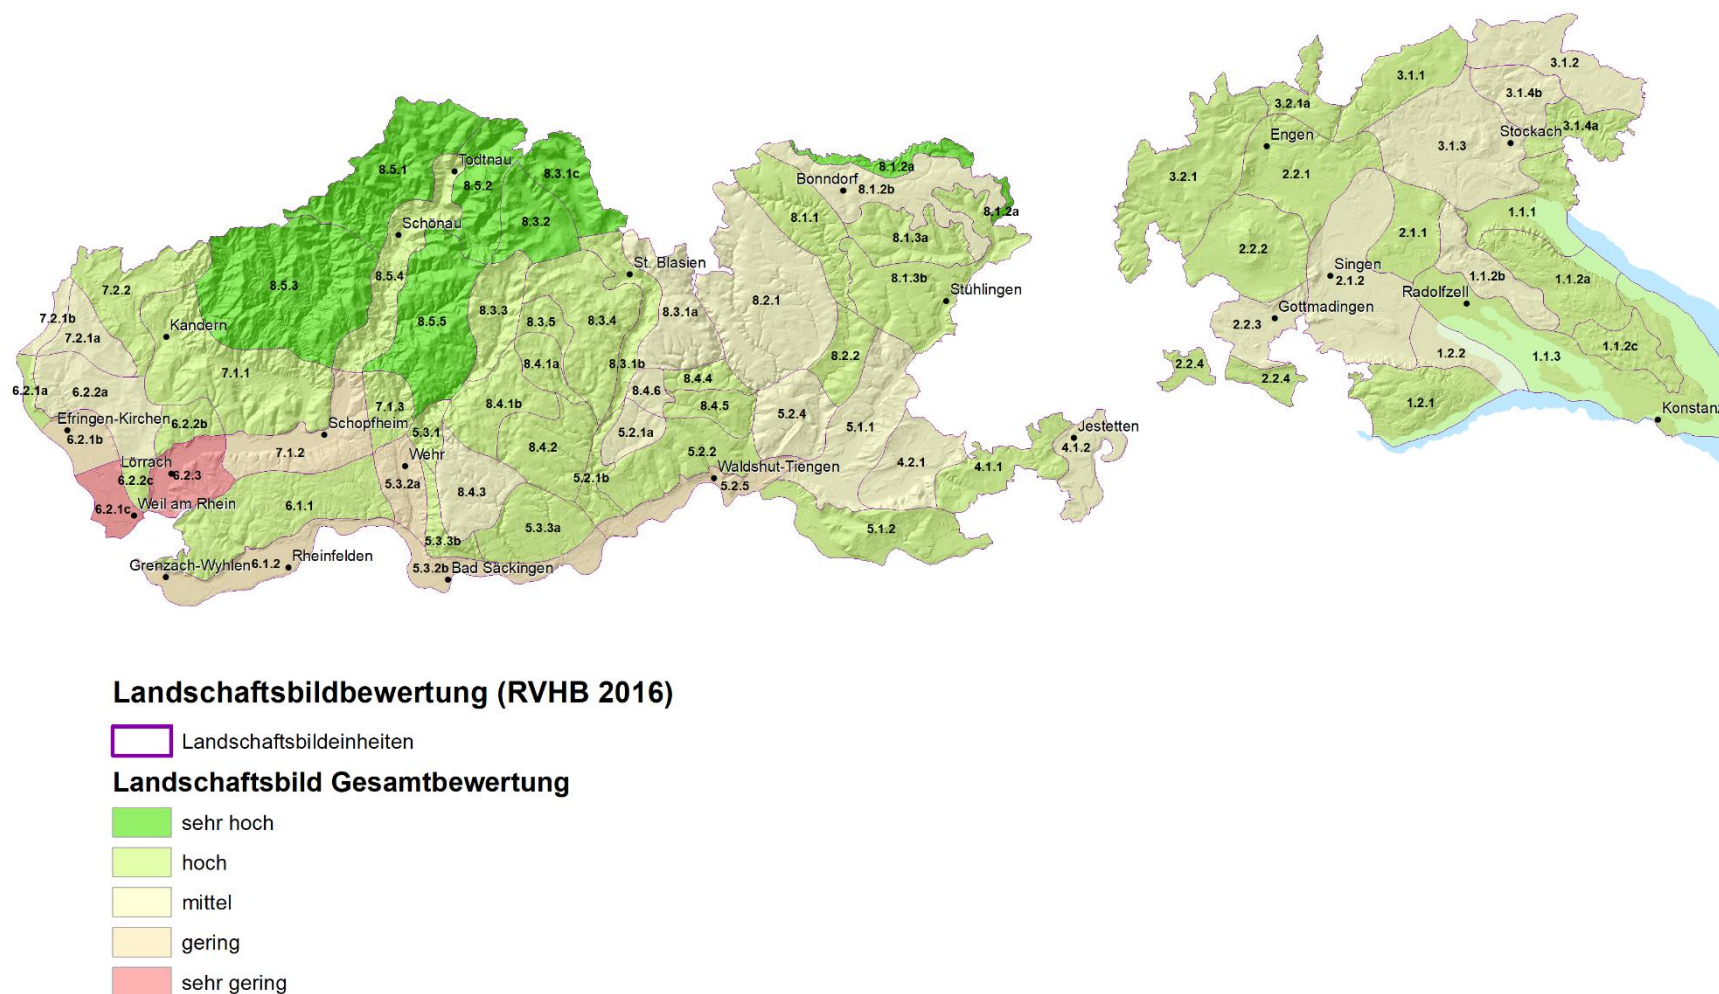 3.1.2
3.1.1
3.1.4b
3.2.1a
3.1.4a
Engen
Stockach
3.1.3
3.2.1
2.2.1
8.5.1
Todtnau
8.5.2
8.3.1c
8.1.2a
Bonndorf
8.1.2b
8.1.2a
8.1.1
8.1.3a
8.3.2
Schönau
1.1.1
2.1.1
2.2.2
8.5.4
St. Blasien
8.1.3b
Stühlingen
8.2.1
Singen
2.1.2
1.1.2b
1.1.2a
Radolfzell
7.2.2
8.5.3
Gottmadingen
2.2.3
7.2.1b
7.2.1a
Kandern
8.5.5
8.3.3
8.3.5
8.3.4
8.3.1a
8.2.2
1.2.2
1.1.3
1.1.2c
2.2.4
2.2.4
7.1.1
8.4.1a
8.3.1b
8.4.4
8.4.6
6.2.1a
6.2.2a
7.1.3
8.4.1b
8.4.5
5.2.4
1.2.1
Konstanz
Efringen-Kirchen
6.2.2b
Schopfheim
5.3.1
5.2.1a
5.1.1
Jestetten
6.2.1b
7.1.2
8.4.2
5.2.2
4.1.2
Lörrach
6.2.3
Wehr
Waldshut-Tiengen
4.2.1
4.1.1
6.2.2c
5.3.2a
8.4.3
5.2.1b
5.2.5
Weil am Rhein
6.1.1
6.2.1c
5.3.3a
5.1.2
5.3.3b
Rheinfelden
Grenzach-Wyhlen
6.1.2
5.3.2b
Bad Säckingen
Landschaftsbildbewertung (RVHB 2016)
Landschaftsbildeinheiten
Landschaftsbild Gesamtbewertung
sehr hoch
hoch
mittel
gering
sehr gering